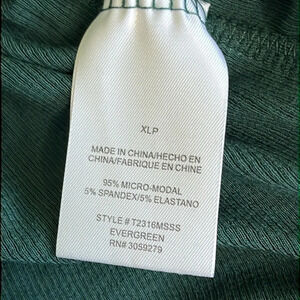 XLP
MADE IN CHINA/HECHO EN
CHINA/FABRIQUE EN CHINE
95% MICRO-MODAL
5% SPANDEX/5% ELASTANO
STYLE # T2316MSSS
EVERGREEN
RN# 3059279